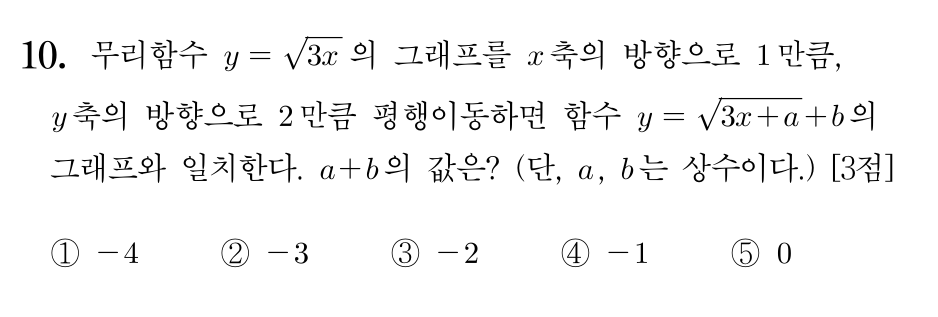 10. 무리함수 y = √3x 의 그래프를 x축의 방향으로 1만큼,
y축의 방향으로 2만큼 평행이동하면 함수 y = √3x+a+b의
그래프와 일치한다. a+b의 값은? (단, a, b는 상수이다.) [3점]
① -4 ② -3 ③ -2 ④ -1 ⑤ 0